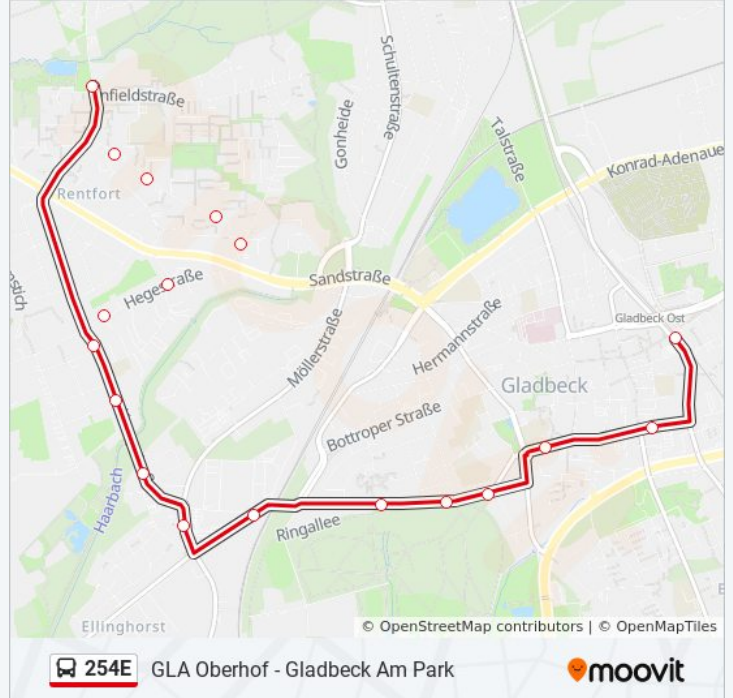 nfieldstraße
Schultenstraße
Gonheide
Talstraße
Konrad-Adenaue
Rentfort
ostich
Hegestraße
Sandstraße
Gladbeck Ost
Möllerstraße
Hermannstraße
Gladbeck
Bottroper Straße
Haarbach
Ringallee
Ellinghorst
E
© OpenStreetMap contributors | © OpenMapTiles
254E GLA Oberhof - Gladbeck Am Park moovit